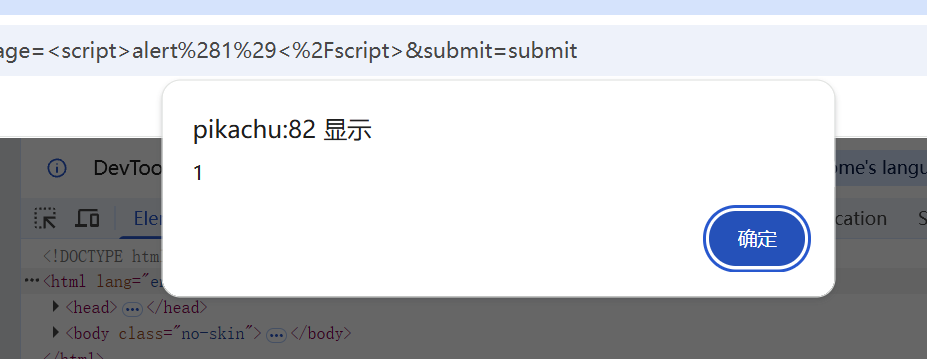 age=<script>alert%281%29<%2Fscript>&submit=submit
pikachu:82 显示
1
确定
DevToo
ome's langu
Ele
cation
S
<!DOCTYPE htm
<html lang="e
<head> … </head>
<body class="no-skin"> … </body>
</html>